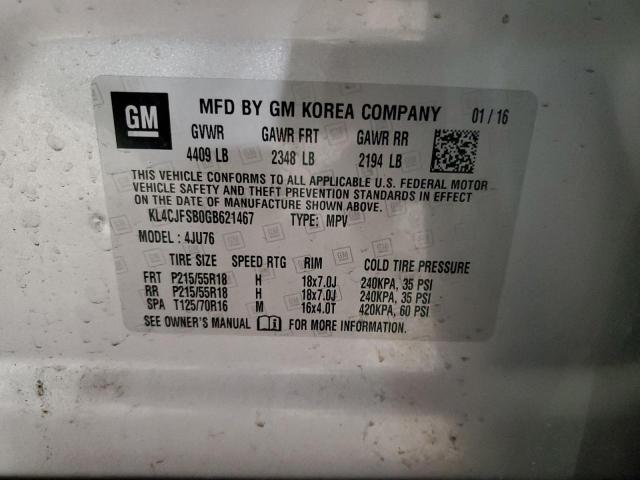 GM MFD BY GM KOREA COMPANY 01 / 16
GVWR GAWR FRT GAWR RR
4409 LB 2348 LB 2194 LB
THIS VEHICLE CONFORMS TO ALL APPLICABLE U.S. FEDERAL MOTOR
VEHICLE SAFETY AND THEFT PREVENTION STANDARDS IN EFFECT
ON THE DATE OF MANUFACTURE SHOWN ABOVE.
KL4CJFSB0GB621467 TYPE: MPV
MODEL : 4JU76
TIRE SIZE SPEED RTG RIM COLD TIRE PRESSURE
FRT P215/55R18 H 18x7.0J 240KPA, 35 PSI
RR P215/55R18 H 18x7.0J 240KPA, 35 PSI
SPA T125/70R16 M 16x4.0T 420KPA, 60 PSI
SEE OWNER'S MANUAL FOR MORE INFORMATION.